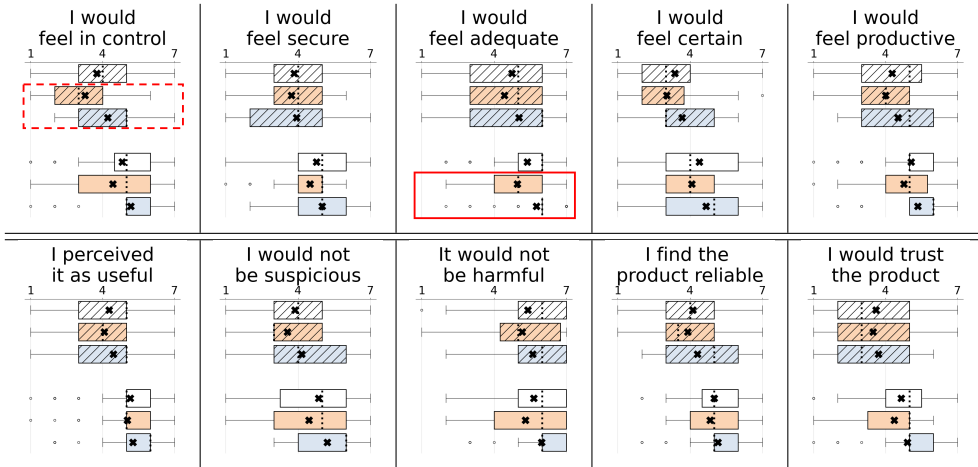 I would
feel in control
1 4 7
I would
feel secure
1 4 7
I would
feel adequate
1 4 7
I would
feel certain
1 4 7
I would
feel productive
1 4 7
I perceived
it as useful
1 4 7
I would not
be suspicious
1 4 7
It would not
be harmful
1 4 7
I find the
product reliable
1 4 7
I would trust
the product
1 4 7